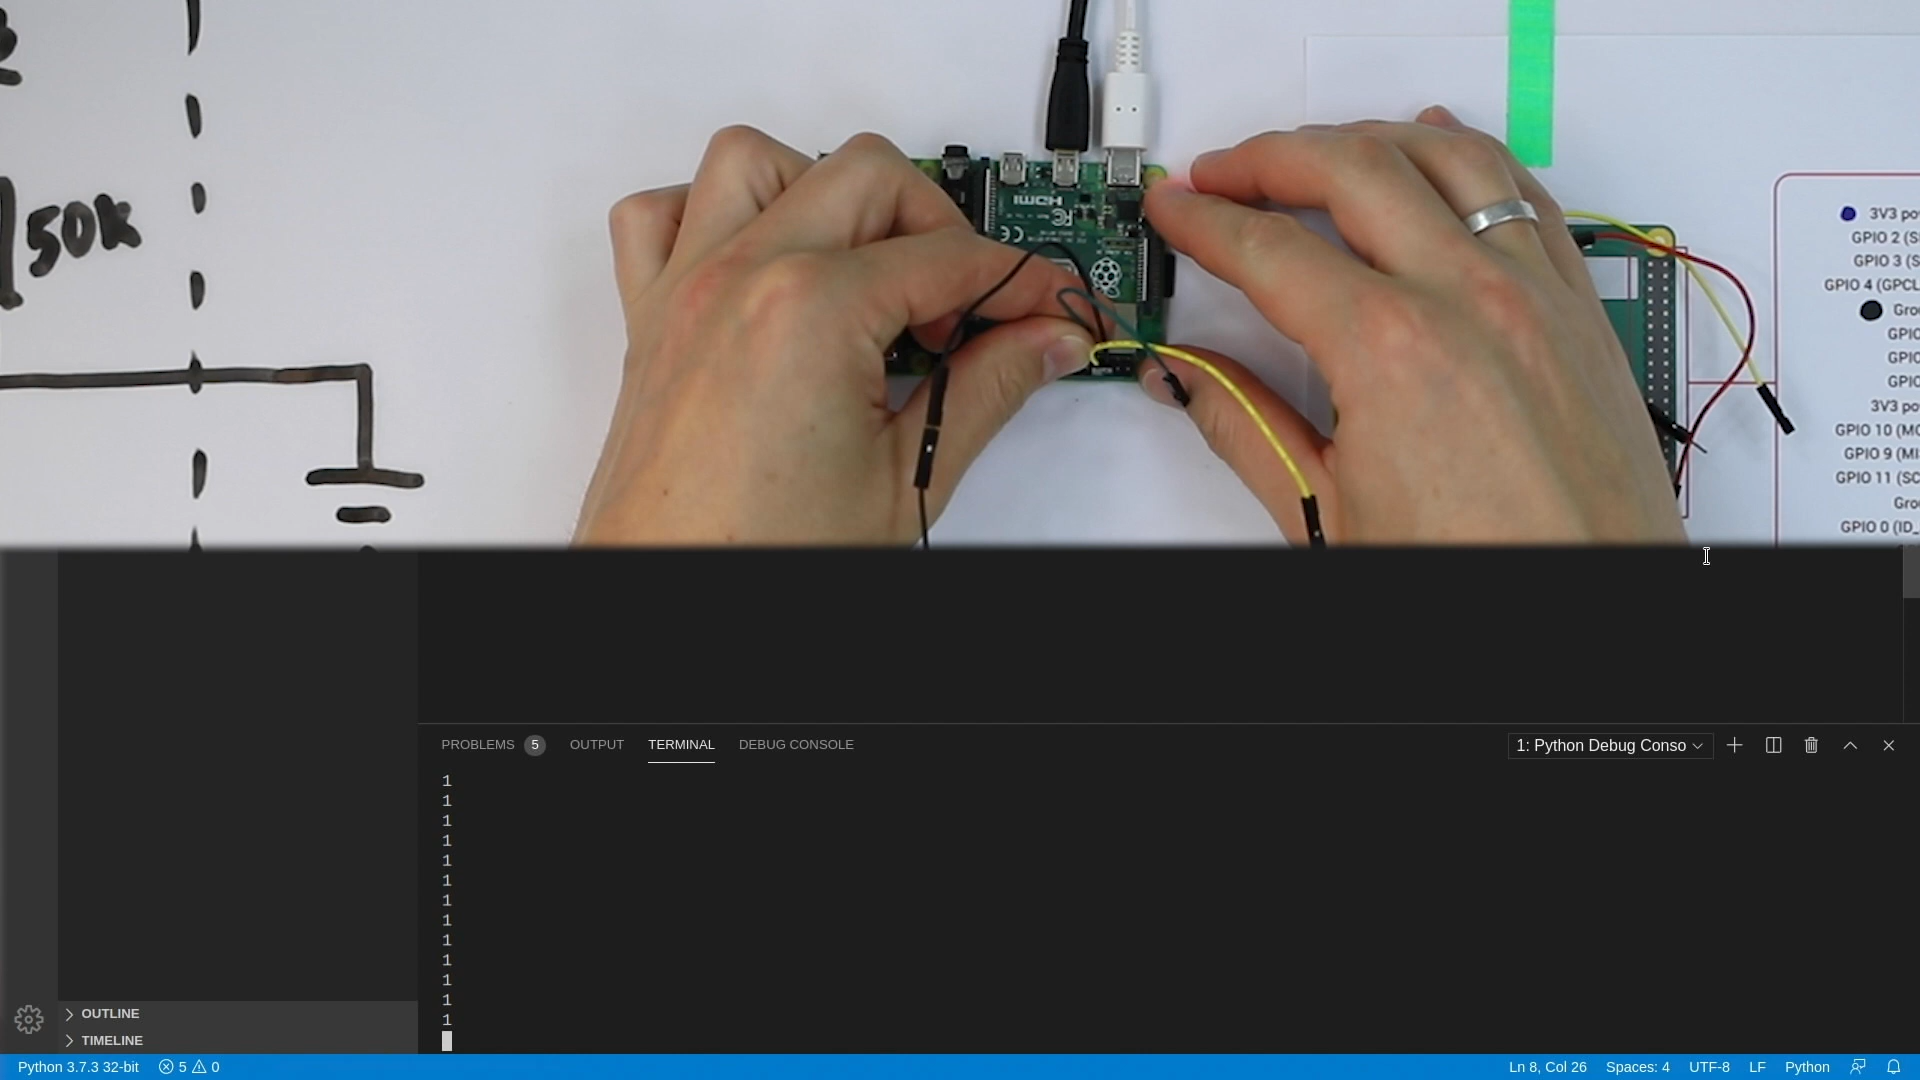 50k
HDMI
FC
CE
3V3 po
GPIO 2 (S
GPIO 3 (S
GPIO 4 (GPCL
Gro
GPIO
GPIO
GPIO
3V3 po
GPIO 10 (MO
GPIO 9 (MI
GPIO 11 (SC
Gro
GPIO 0 (ID_
PROBLEMS 5 OUTPUT TERMINAL DEBUG CONSOLE 1: Python Debug Conso
1
1
1
1
1
1
1
1
1
1
1
1
1
OUTLINE
TIMELINE
Python 3.7.3 32-bit 5 0 Ln 8, Col 26 Spaces: 4 UTF-8 LF Python